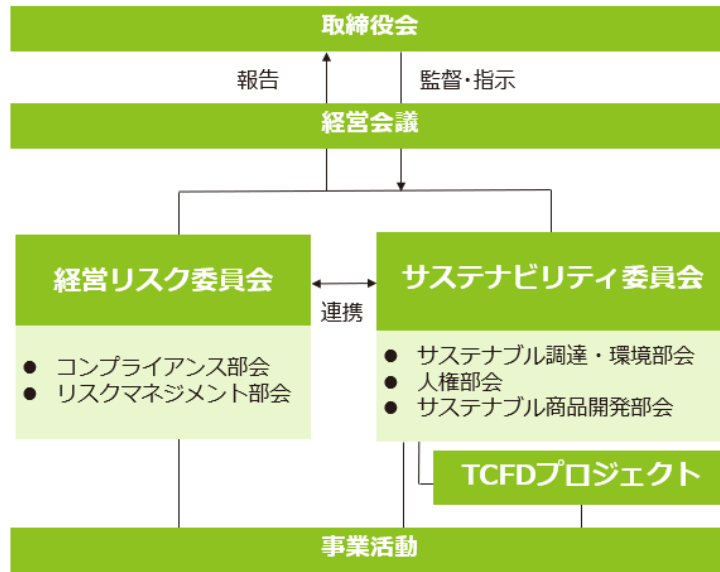 取締役会
報告
監督・指示
経営会議
経営リスク委員会
連携
サステナビリティ委員会
● コンプライアンス部会
● リスクマネジメント部会
● サステナブル調達・環境部会
● 人権部会
● サステナブル商品開発部会
TCFDプロジェクト
事業活動